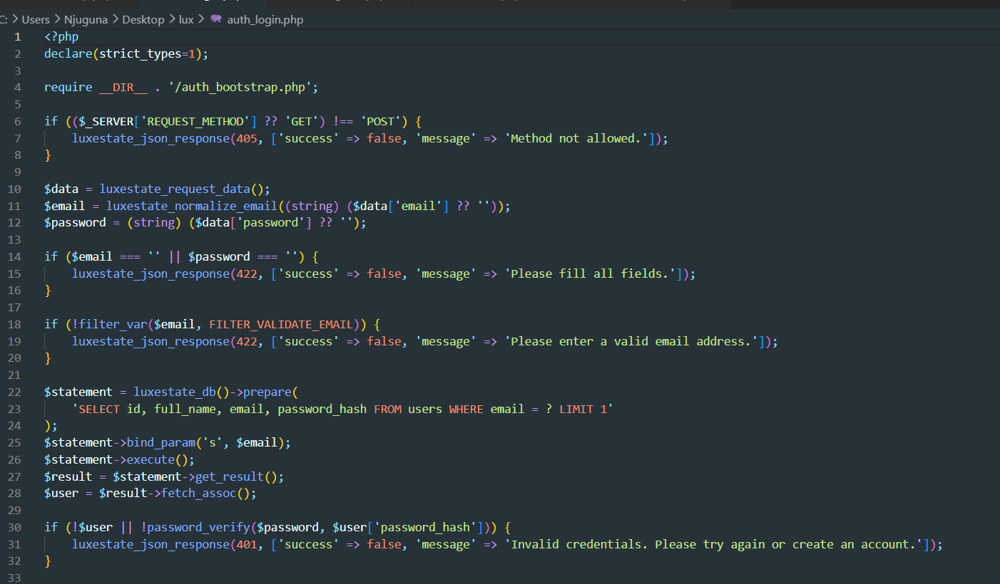 C: > Users > Njuguna > Desktop > lux > auth_login.php
1 <?php
2 declare(strict_types=1);
3
4 require __DIR__ . '/auth_bootstrap.php';
5
6 if (($_SERVER['REQUEST_METHOD'] ?? 'GET') !== 'POST') {
7     luxestate_json_response(405, ['success' => false, 'message' => 'Method not allowed.']);
8 }
9
10 $data = luxestate_request_data();
11 $email = luxestate_normalize_email((string) ($data['email'] ?? ''));
12 $password = (string) ($data['password'] ?? '');
13
14 if ($email === '' || $password === '') {
15     luxestate_json_response(422, ['success' => false, 'message' => 'Please fill all fields.']);
16 }
17
18 if (!filter_var($email, FILTER_VALIDATE_EMAIL)) {
19     luxestate_json_response(422, ['success' => false, 'message' => 'Please enter a valid email address.']);
20 }
21
22 $statement = luxestate_db()->prepare(
23     'SELECT id, full_name, email, password_hash FROM users WHERE email = ? LIMIT 1'
24 );
25 $statement->bind_param('s', $email);
26 $statement->execute();
27 $result = $statement->get_result();
28 $user = $result->fetch_assoc();
29
30 if (!$user || !password_verify($password, $user['password_hash'])) {
31     luxestate_json_response(401, ['success' => false, 'message' => 'Invalid credentials. Please try again or create an account.']);
32 }
33